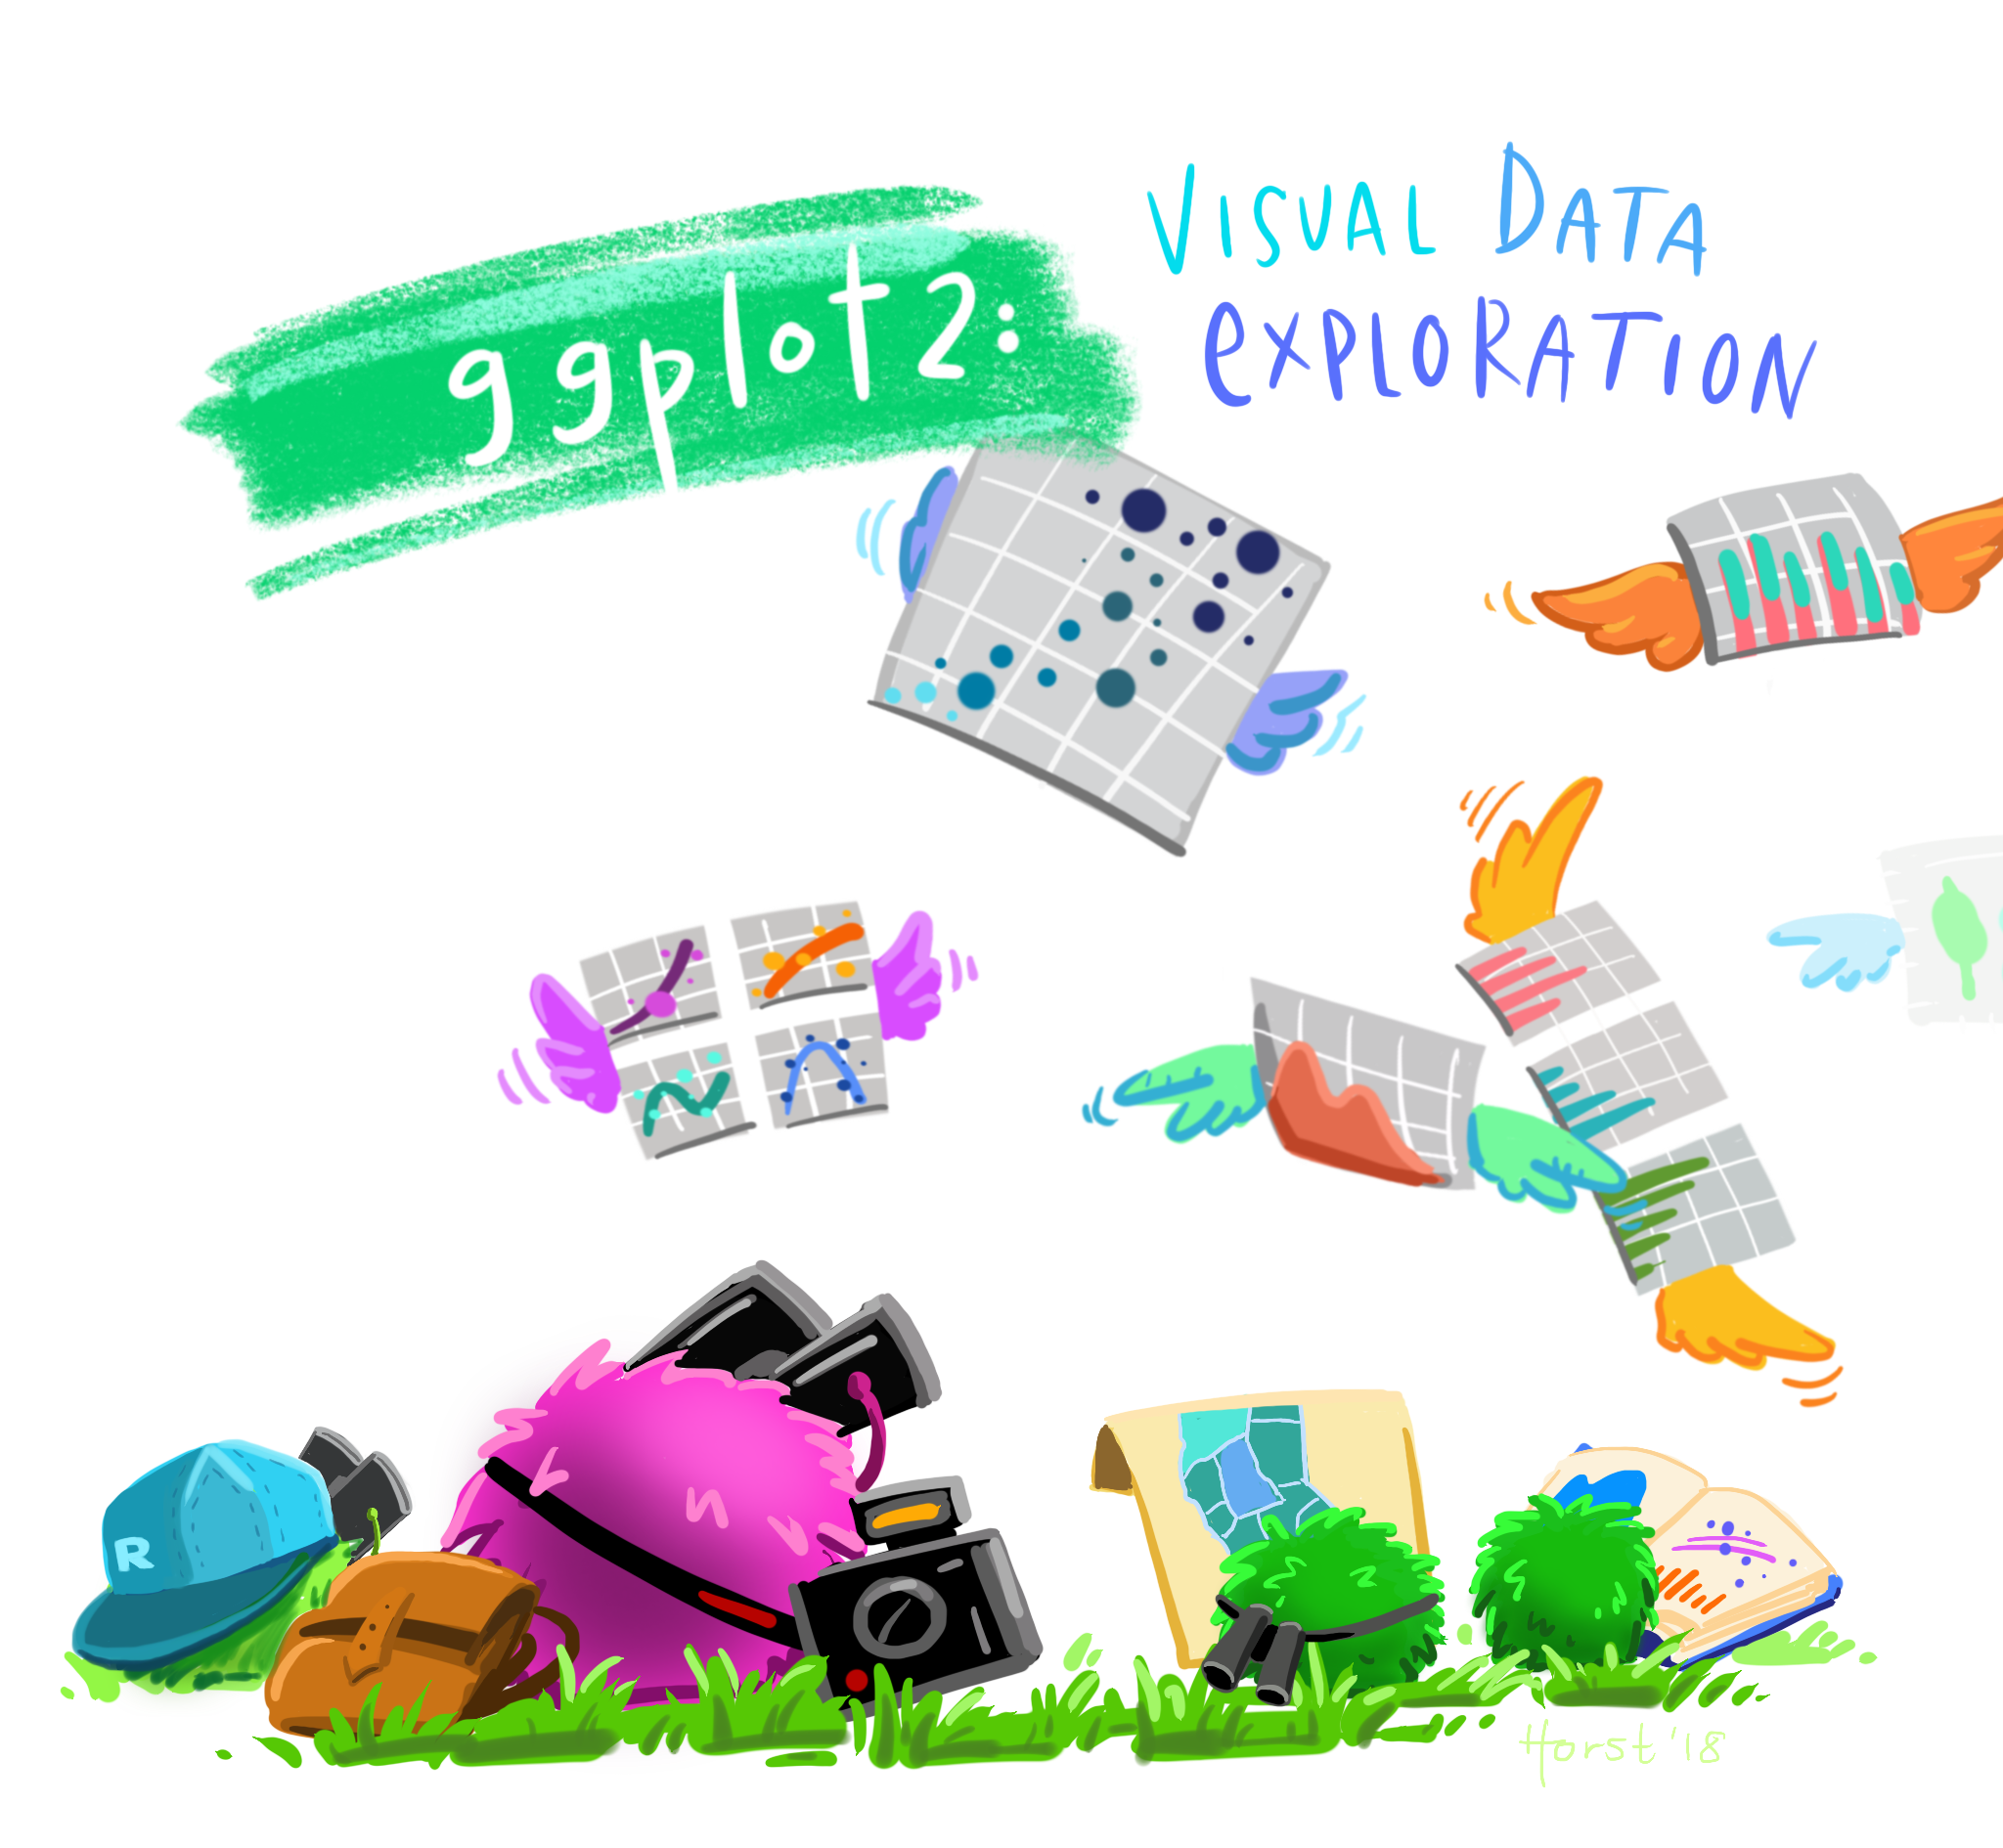 ggplot2:
VISUAL DATA
EXPLORATION
R
Horst '18